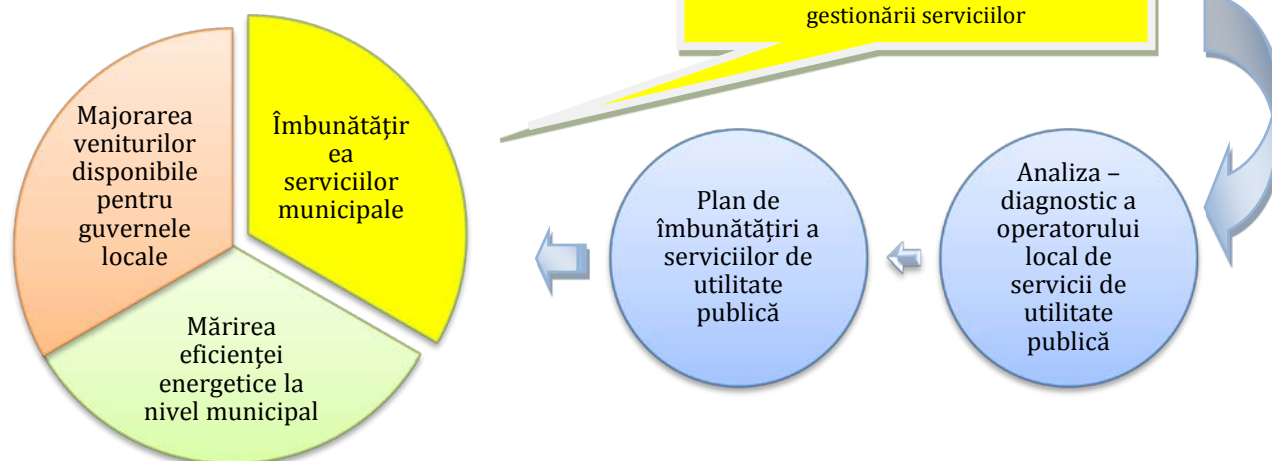 gestionării serviciilor
Majorarea
veniturilor
disponibile
pentru
guvernele
locale
Îmbunătățir
ea
serviciilor
municipale
Mărirea
eficienței
energetice la
nivel municipal
Plan de
îmbunătățiri a
serviciilor de
utilitate
publică
Analiza –
diagnostic a
operatorului
local de
servicii de
utilitate
publică